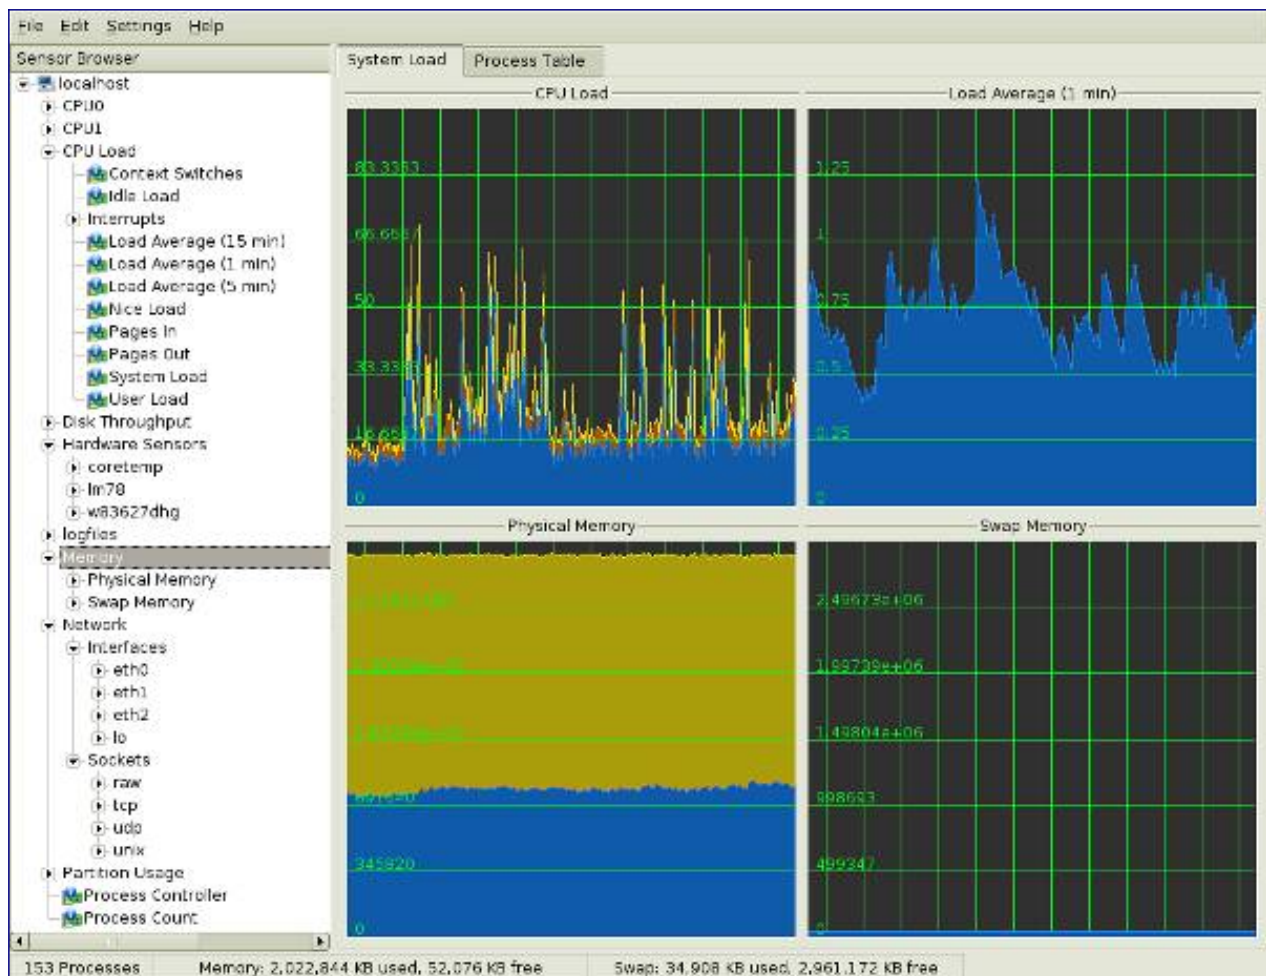 File Edit Settings Help
Sensor Browser
localhost
CPU0
CPU1
CPU Load
Context Switches
Idle Load
Interrupts
Load Average (15 min)
Load Average (1 min)
Load Average (5 min)
Nice Load
Pages In
Pages Out
System Load
User Load
Disk Throughput
Hardware Sensors
coretemp
lm78
w83627dhg
logfiles
Memory
Physical Memory
Swap Memory
Network
Interfaces
eth0
eth1
eth2
lo
Sockets
raw
tcp
udp
unix
Partition Usage
Process Controller
Process Count
System Load Process Table
CPU Load
83.3333
50
0
Load Average (1 min)
1.25
1
0.75
0.5
0.25
0
Physical Memory
345820
0
Swap Memory
2.49673e+06
1.99739e+06
1.49804e+06
998693
499347
0
153 Processes Memory: 2,022,844 KB used, 52,076 KB free Swap: 34,908 KB used, 2,961,172 KB free